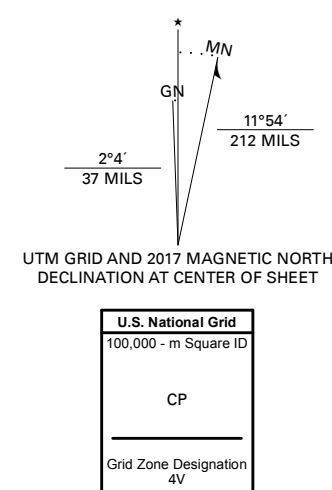 ★
MN
GN
11°54´
212 MILS
2°4´
37 MILS
UTM GRID AND 2017 MAGNETIC NORTH
DECLINATION AT CENTER OF SHEET
U.S. National Grid
100,000 - m Square ID
CP
Grid Zone Designation
4V